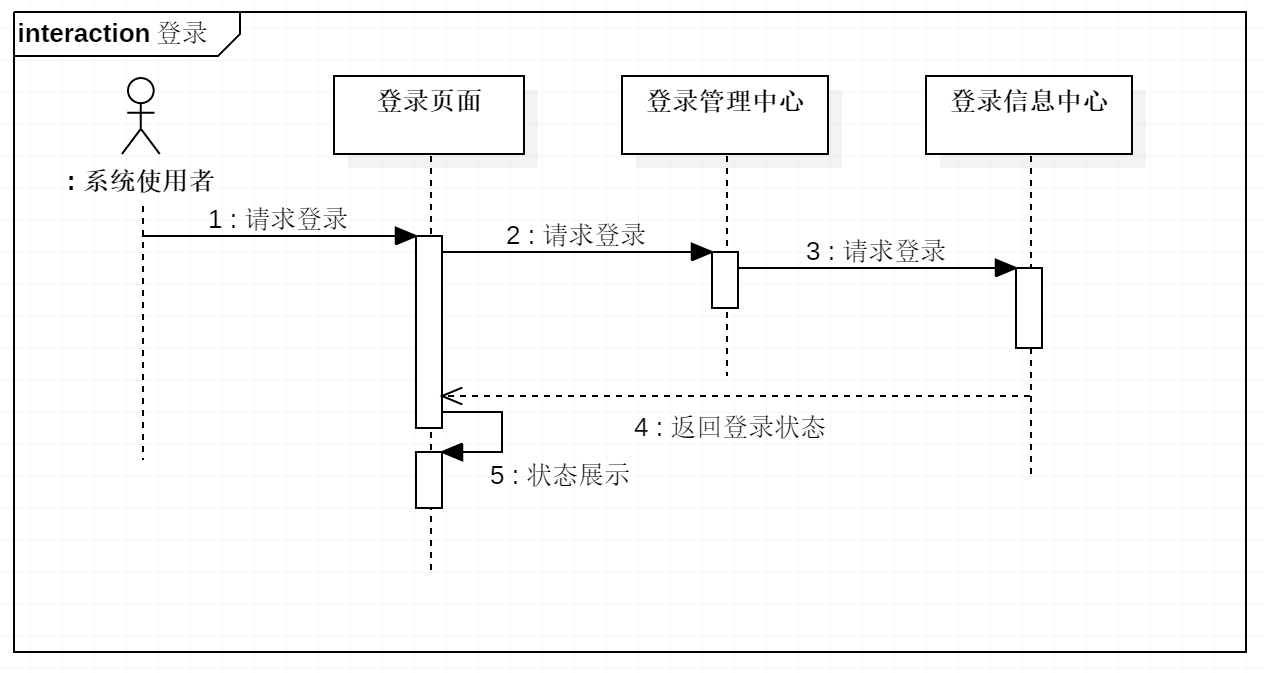 interaction 登录
登录页面
登录管理中心
登录信息中心
: 系统使用者
1 : 请求登录
2 : 请求登录
3 : 请求登录
4 : 返回登录状态
5 : 状态展示